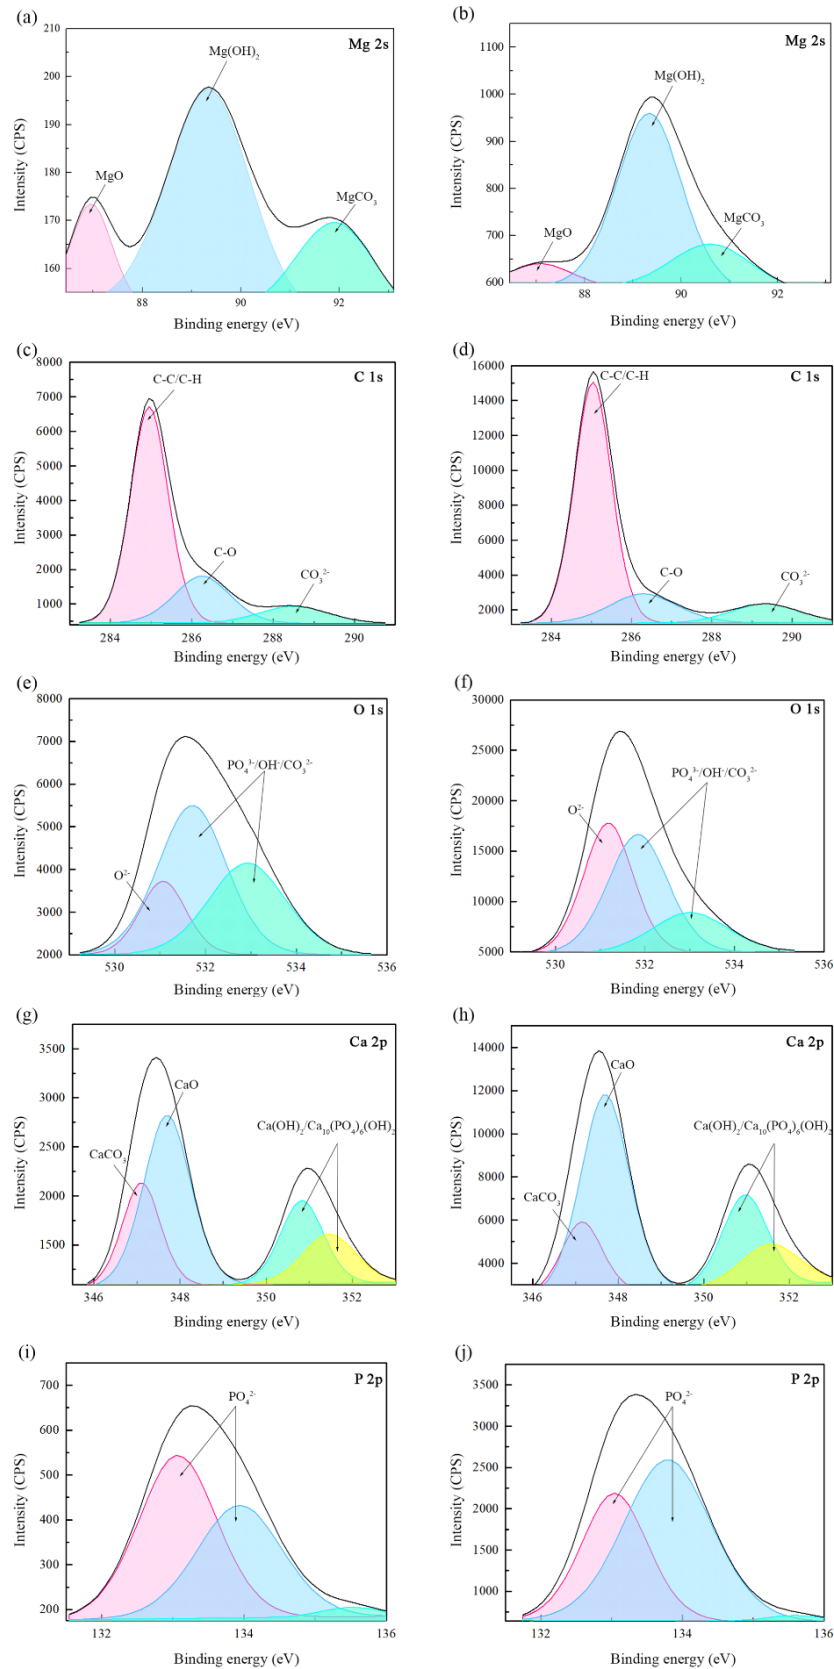 (a)
Mg 2s
Mg(OH)₂
MgO
MgCO₃
Intensity (CPS)
210
200
190
180
170
160
88
90
92
Binding energy (eV)
(b)
Mg 2s
Mg(OH)₂
MgCO₃
MgO
Intensity (CPS)
1100
1000
900
800
700
600
88
90
92
Binding energy (eV)
(c)
C 1s
C-C/C-H
C-O
CO₃²⁻
Intensity (CPS)
8000
7000
6000
5000
4000
3000
2000
1000
284
286
288
290
Binding energy (eV)
(d)
C 1s
C-C/C-H
C-O
CO₃²⁻
Intensity (CPS)
16000
14000
12000
10000
8000
6000
4000
2000
284
286
288
290
Binding energy (eV)
(e)
O 1s
PO₄³⁻/OH⁻/CO₃²⁻
O²⁻
Intensity (CPS)
8000
7000
6000
5000
4000
3000
2000
530
532
534
536
Binding energy (eV)
(f)
O 1s
PO₄³⁻/OH⁻/CO₃²⁻
O²⁻
Intensity (CPS)
30000
25000
20000
15000
10000
5000
530
532
534
536
Binding energy (eV)
(g)
Ca 2p
CaO
Ca(OH)₂/Ca₁₀(PO₄)₆(OH)₂
CaCO₃
Intensity (CPS)
3500
3000
2500
2000
1500
346
348
350
352
Binding energy (eV)
(h)
Ca 2p
CaO
Ca(OH)₂/Ca₁₀(PO₄)₆(OH)₂
CaCO₃
Intensity (CPS)
14000
12000
10000
8000
6000
4000
346
348
350
352
Binding energy (eV)
(i)
P 2p
PO₄²⁻
Intensity (CPS)
700
600
500
400
300
200
132
134
136
Binding energy (eV)
(j)
P 2p
PO₄²⁻
Intensity (CPS)
3500
3000
2500
2000
1500
1000
132
134
136
Binding energy (eV)